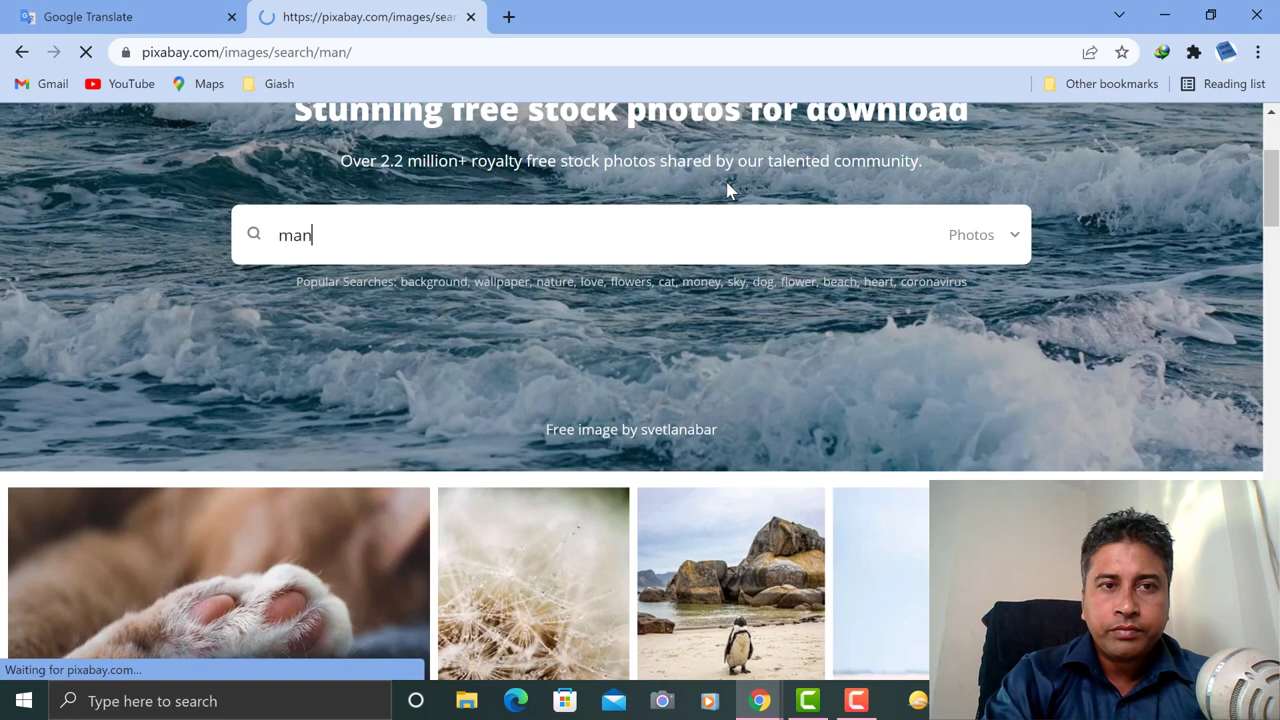 Google Translate
https://pixabay.com/images/sear
pixabay.com/images/search/man/
Gmail
YouTube
Maps
Giash
Other bookmarks
Reading list
Stunning free stock photos for download
Over 2.2 million+ royalty free stock photos shared by our talented community.
man
Photos
Popular Searches: background, wallpaper, nature, love, flowers, cat, money, sky, dog, flower, beach, heart, coronavirus
Free image by svetlanabar
Waiting for pixabay.com...
Type here to search